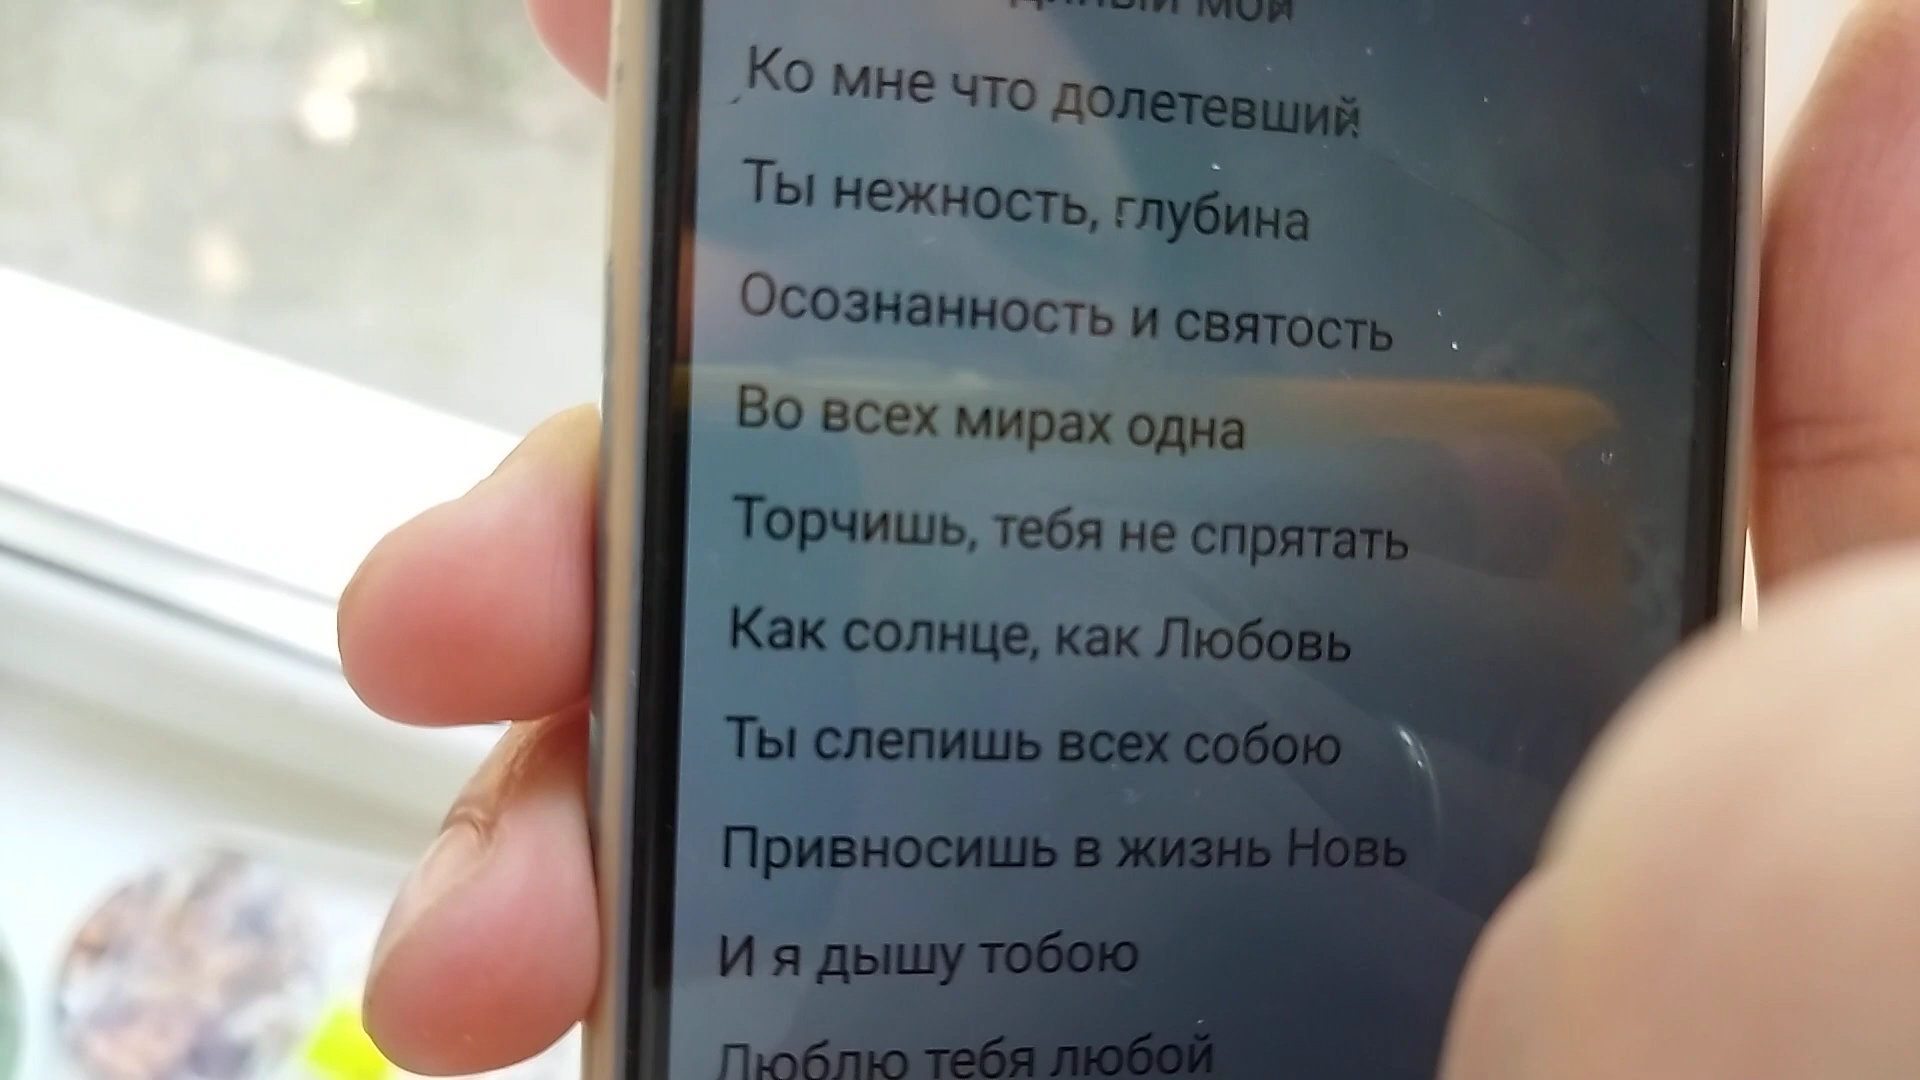 мой
Ко мне что долетевший
Ты нежность, глубина
Осознанность и святость
Во всех мирах одна
Торчишь, тебя не спрятать
Как солнце, как Любовь
Ты слепишь всех собою
Привносишь в жизнь Новь
И я дышу тобою
Люблю тебя любой